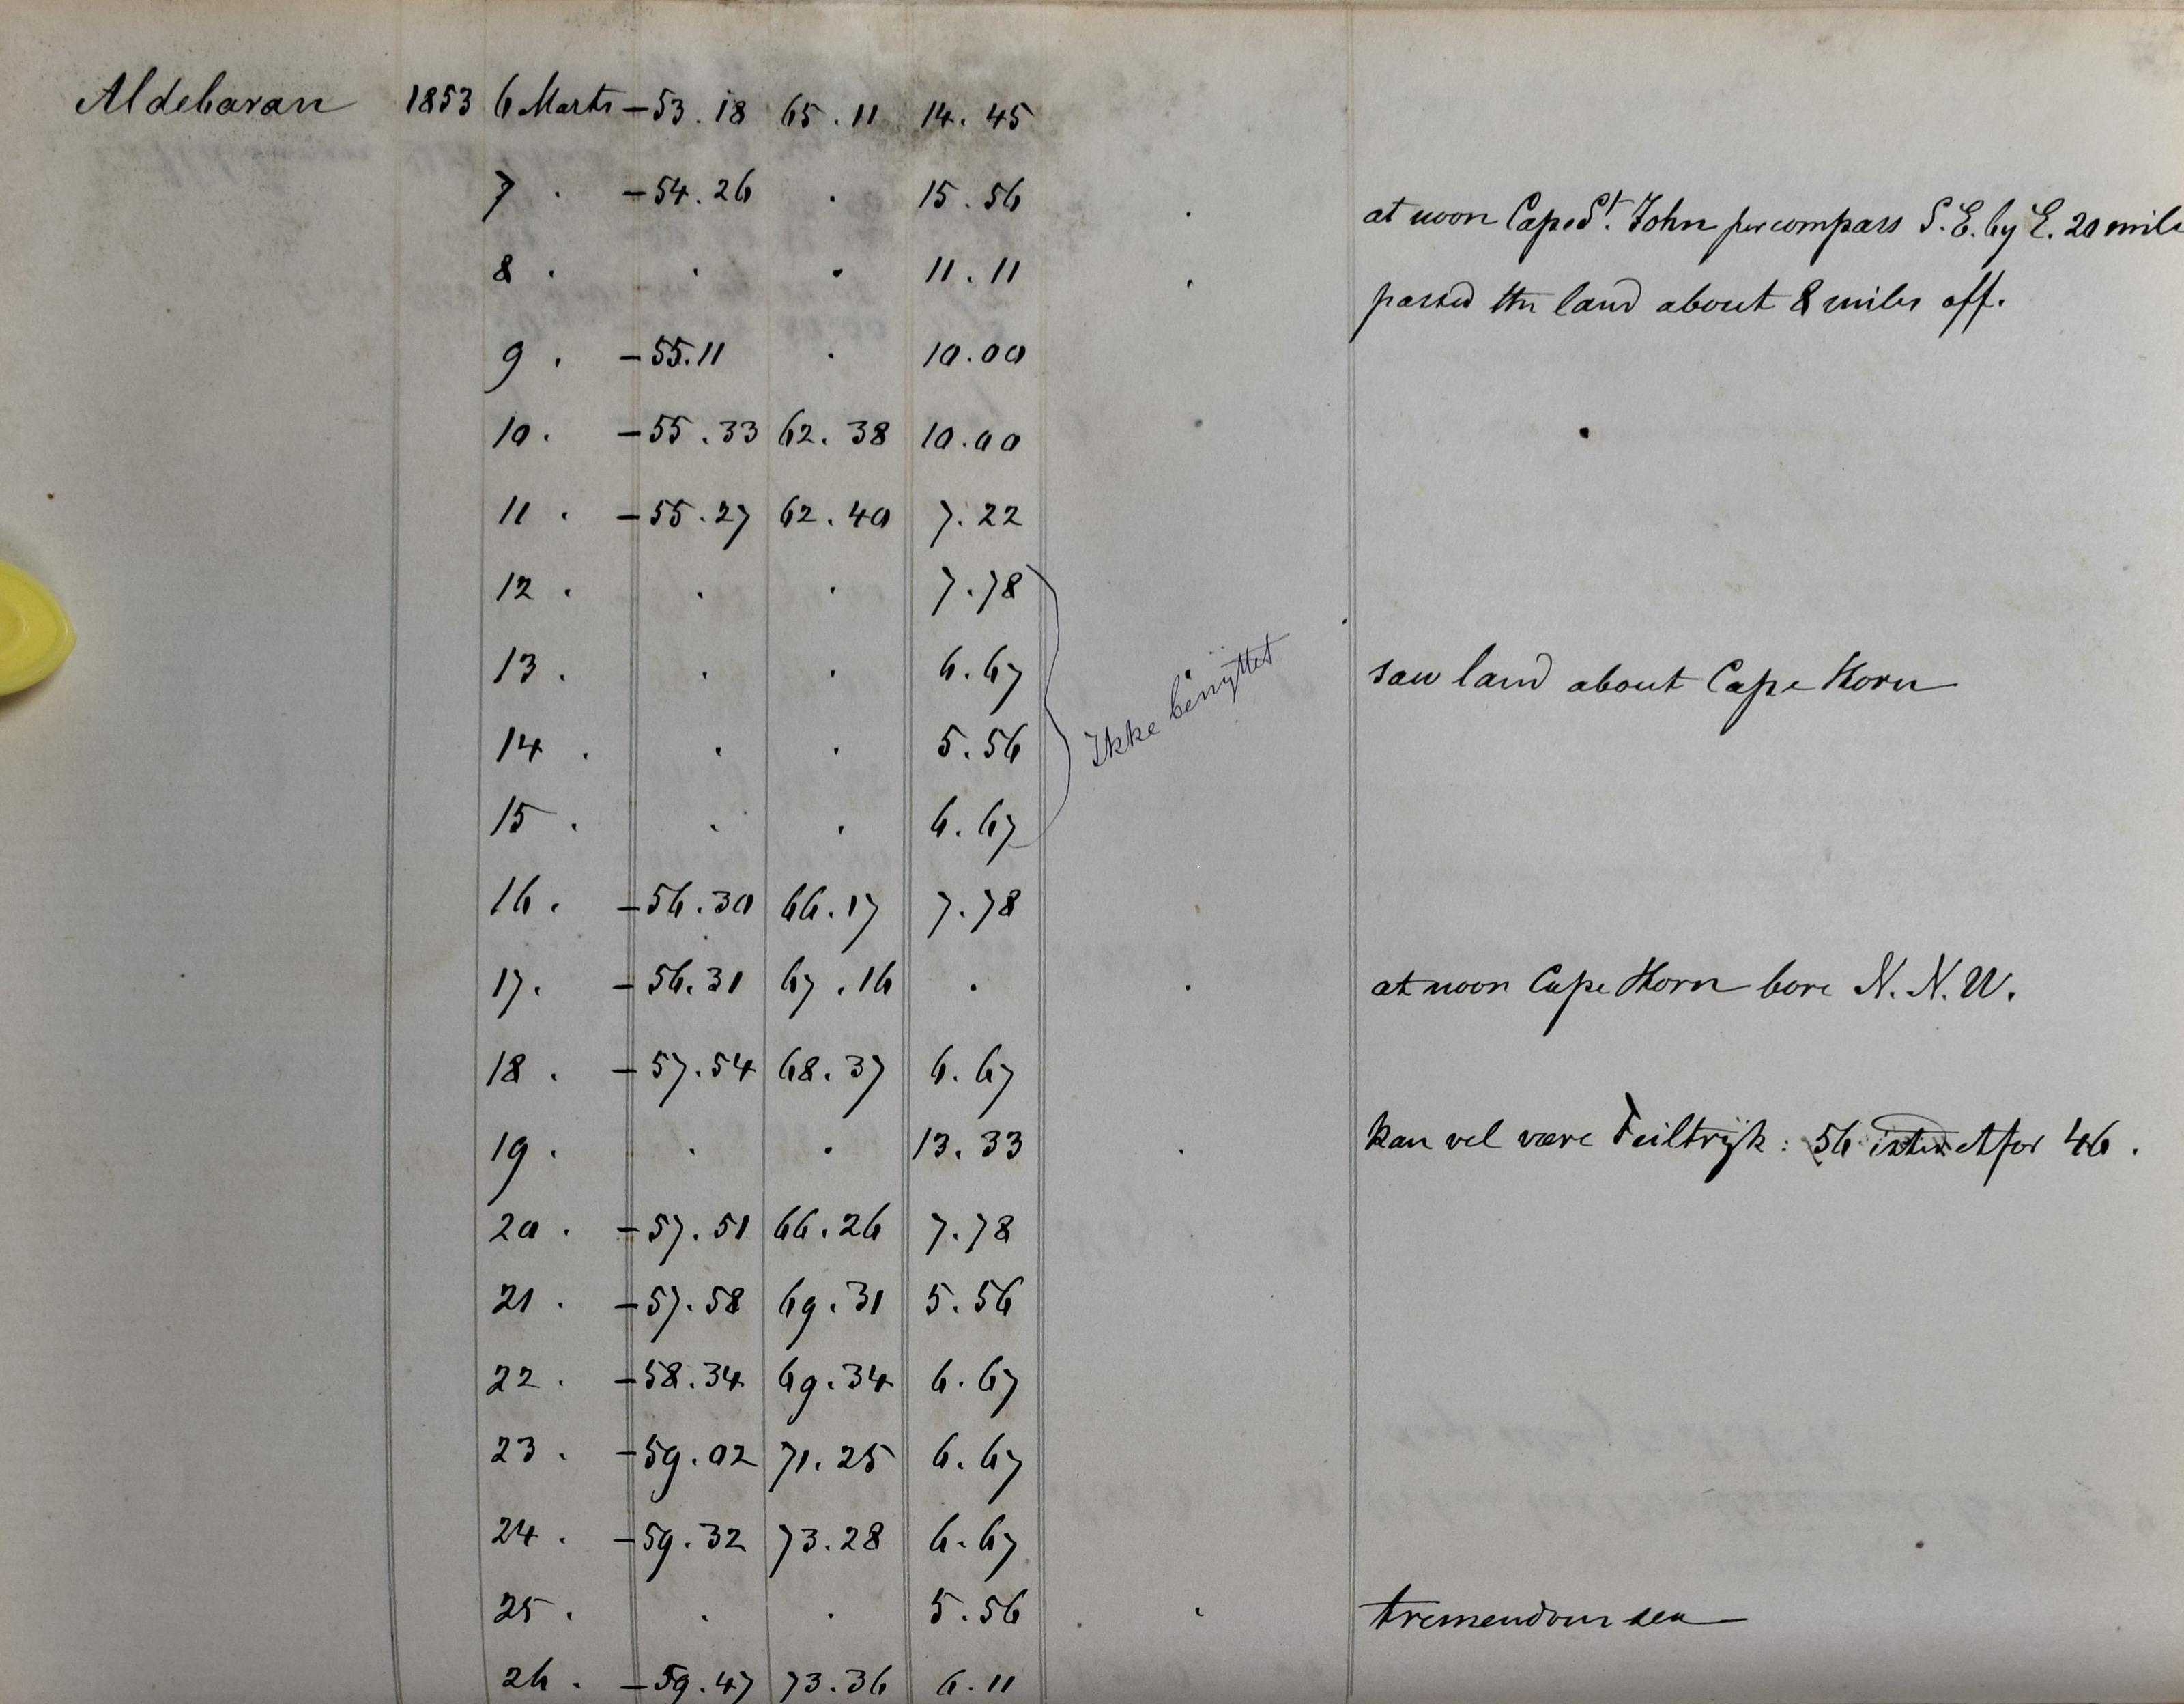 Aldebaran 1853 6 Marts -53.18 65.11 14.45
7 . -54.26 . 15.56 . at noon Cape St. John per compass S.E. by E. 20 mile
8 . . . 11.11 . passed the land about 8 miles off.
9 . -55.11 . 10.00
10 . -55.33 62.38 10.00 .
11 . -55.27 62.40 7.22
12 . . . 7.78
13 . . . 6.67 Ikke benyttet saw land about Cape Horn
14 . . . 5.56
15 . . . 6.67
16 . -56.30 66.17 7.78
17 . -56.31 67.16 . . at noon Cape Horn bore N.N.W.
18 . -57.54 68.37 6.67
19 . . . 13.33 . kan vel være Feiltryk : 56 istedetfor 46 .
20 . -57.51 66.26 7.78
21 . -57.58 69.31 5.56
22 . -58.34 69.34 6.67
23 . -59.02 71.25 6.67
24 . -59.32 73.28 6.67
25 . . . 5.56 . tremendous sea
26 . -59.47 73.36 6.11